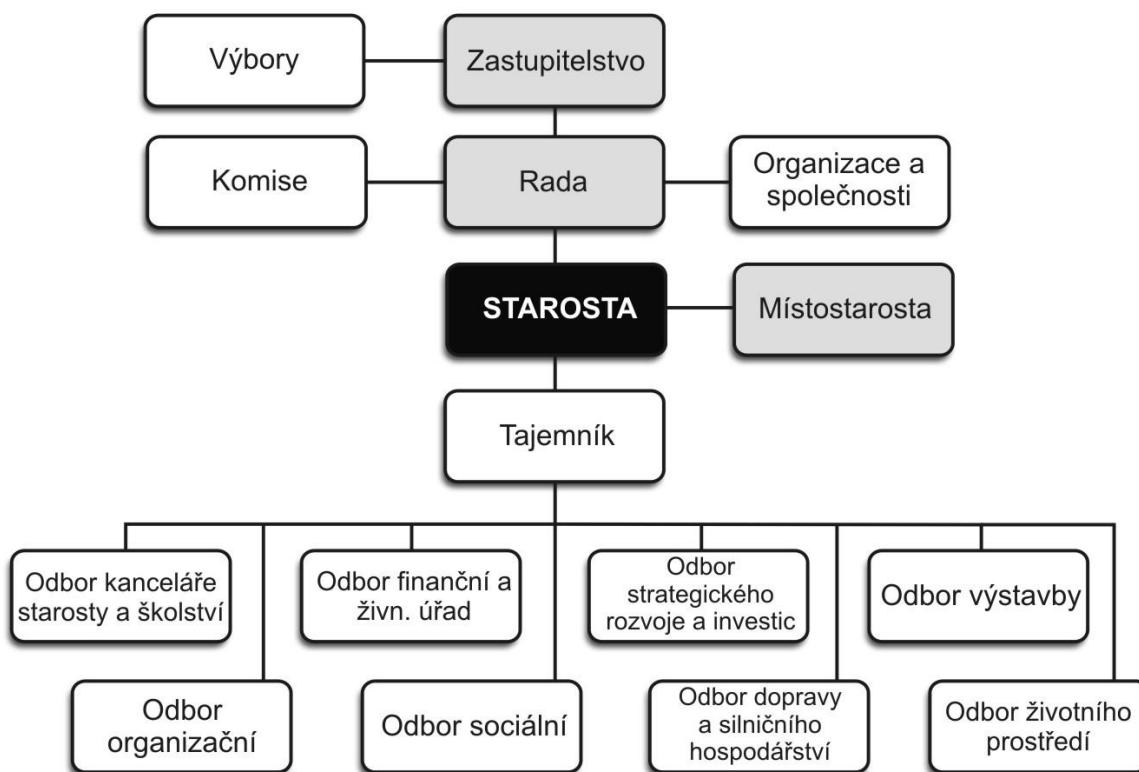 Výbory
Zastupitelstvo
Komise
Rada
Organizace a
společnosti
STAROSTA
Místostarosta
Tajemník
Odbor kanceláře
starosty a školství
Odbor finanční a
živn. úřad
Odbor
strategického
rozvoje a investic
Odbor výstavby
Odbor
organizační
Odbor sociální
Odbor dopravy
a silničního
hospodářství
Odbor životního
prostředí